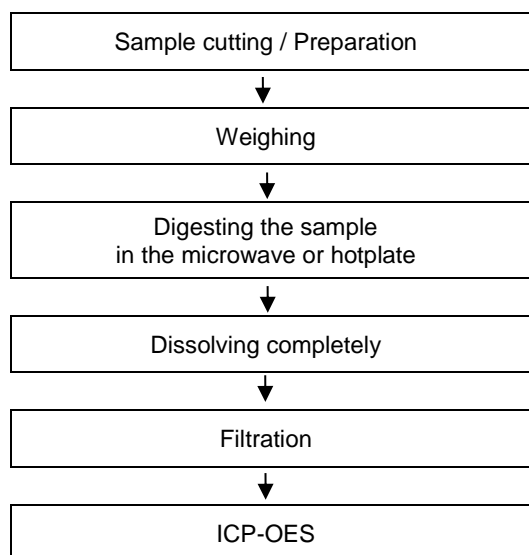 Sample cutting / Preparation
Weighing
Digesting the sample
in the microwave or hotplate
Dissolving completely
Filtration
ICP-OES